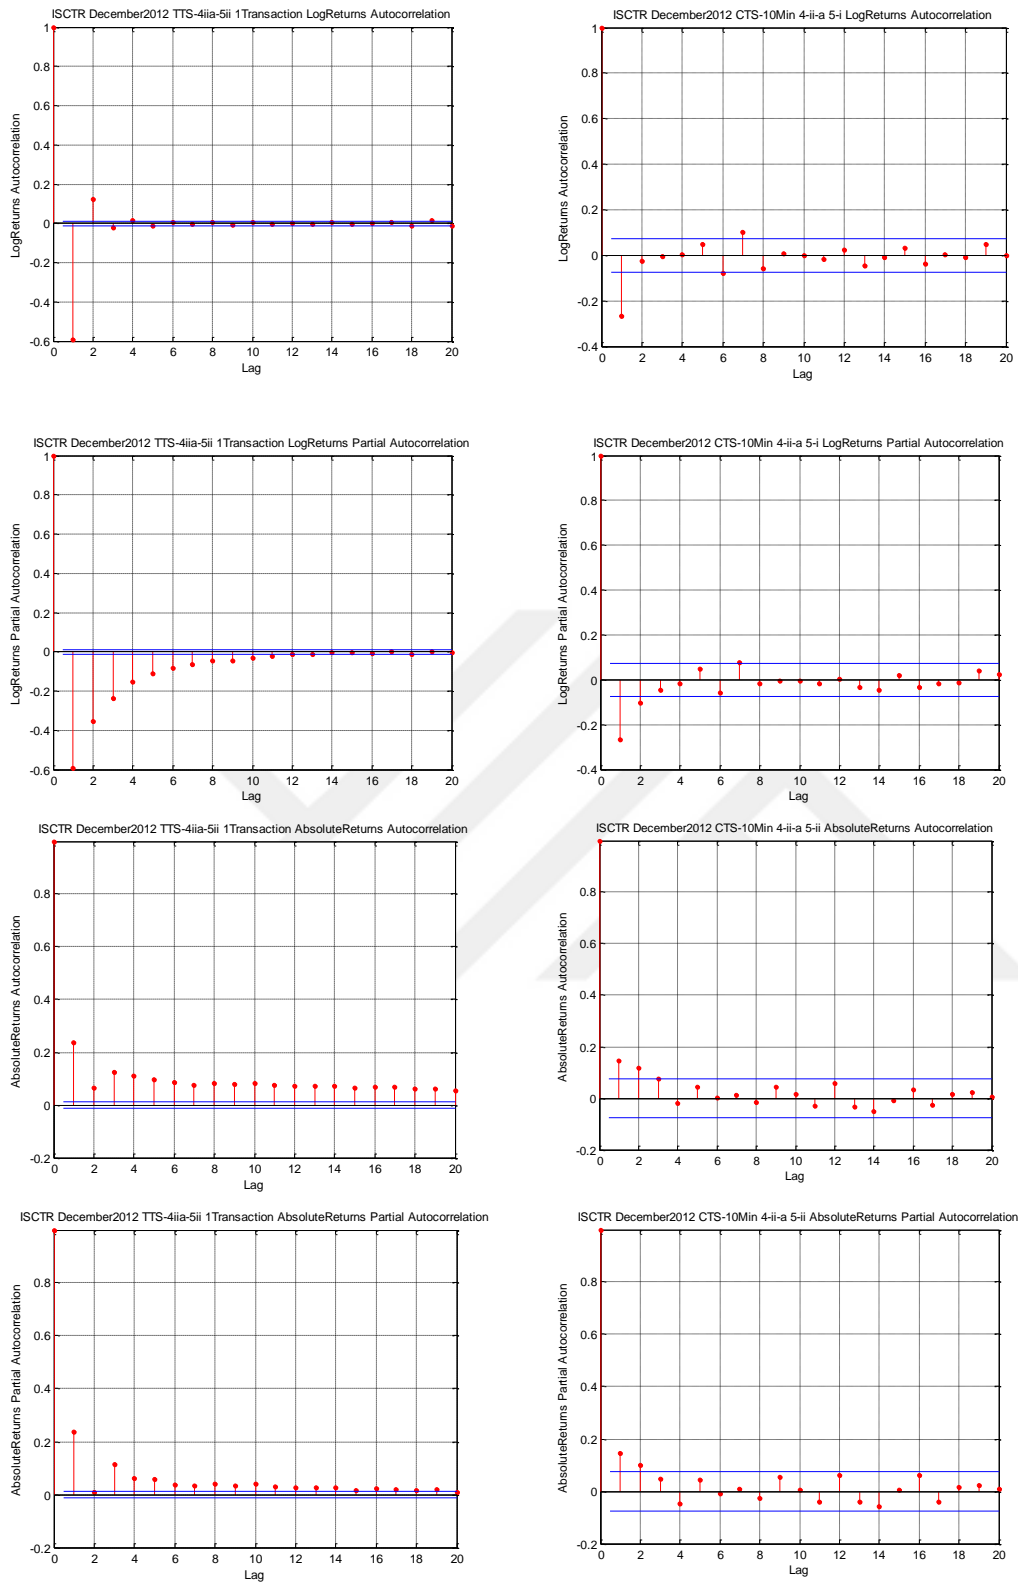 ISCTR December2012 TTS-4iia-5ii 1Transaction LogReturns Autocorrelation
LogReturns Autocorrelation
1
0.8
0.6
0.4
0.2
0
-0.2
-0.4
-0.6
0 2 4 6 8 10 12 14 16 18 20
Lag
ISCTR December2012 CTS-10Min 4-ii-a 5-i LogReturns Autocorrelation
LogReturns Autocorrelation
1
0.8
0.6
0.4
0.2
0
-0.2
-0.4
0 2 4 6 8 10 12 14 16 18 20
Lag
ISCTR December2012 TTS-4iia-5ii 1Transaction LogReturns Partial Autocorrelation
LogReturns Partial Autocorrelation
1
0.8
0.6
0.4
0.2
0
-0.2
-0.4
-0.6
0 2 4 6 8 10 12 14 16 18 20
Lag
ISCTR December2012 CTS-10Min 4-ii-a 5-i LogReturns Partial Autocorrelation
LogReturns Partial Autocorrelation
1
0.8
0.6
0.4
0.2
0
-0.2
-0.4
0 2 4 6 8 10 12 14 16 18 20
Lag
ISCTR December2012 TTS-4iia-5ii 1Transaction AbsoluteReturns Autocorrelation
AbsoluteReturns Autocorrelation
0.8
0.6
0.4
0.2
0
-0.2
0 2 4 6 8 10 12 14 16 18 20
Lag
ISCTR December2012 CTS-10Min 4-ii-a 5-ii AbsoluteReturns Autocorrelation
AbsoluteReturns Autocorrelation
0.8
0.6
0.4
0.2
0
-0.2
0 2 4 6 8 10 12 14 16 18 20
Lag
ISCTR December2012 TTS-4iia-5ii 1Transaction AbsoluteReturns Partial Autocorrelation
AbsoluteReturns Partial Autocorrelation
0.8
0.6
0.4
0.2
0
-0.2
0 2 4 6 8 10 12 14 16 18 20
Lag
ISCTR December2012 CTS-10Min 4-ii-a 5-ii AbsoluteReturns Partial Autocorrelation
AbsoluteReturns Partial Autocorrelation
0.8
0.6
0.4
0.2
0
-0.2
0 2 4 6 8 10 12 14 16 18 20
Lag